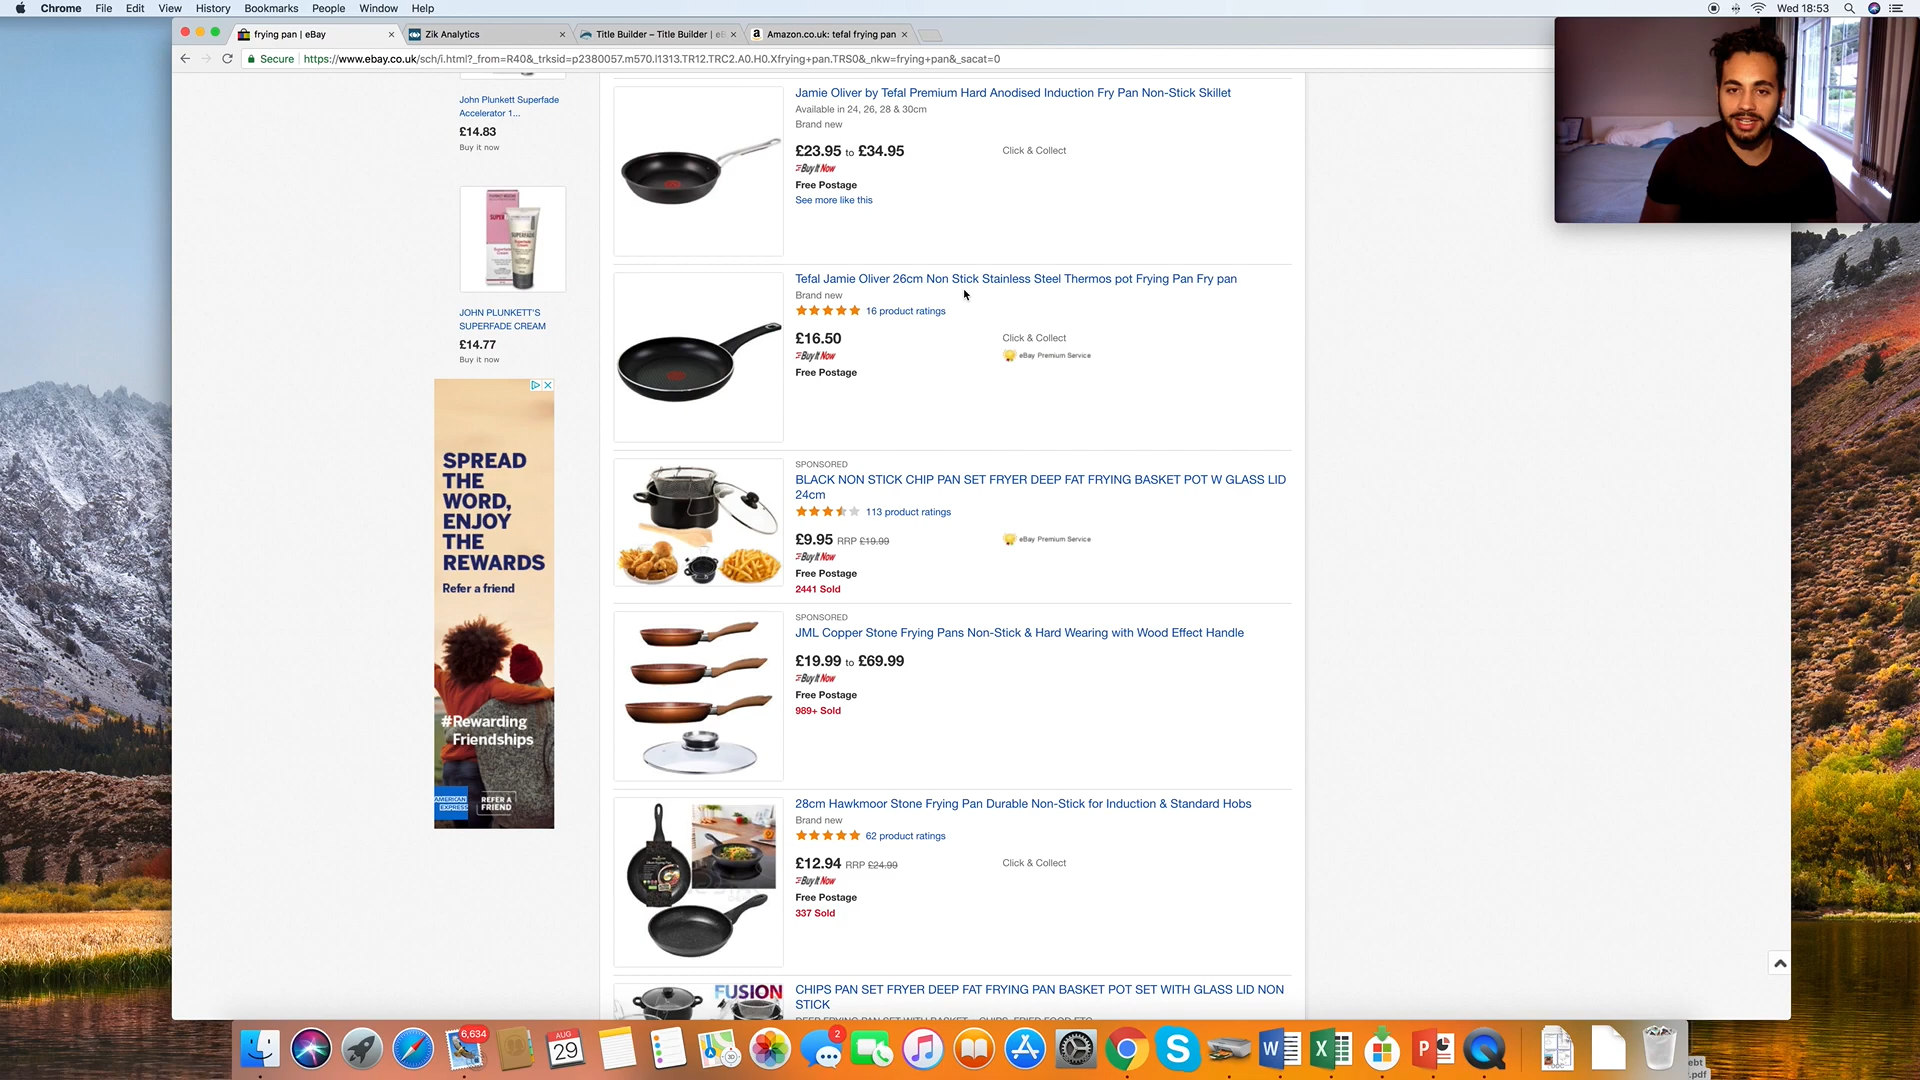 Chrome File Edit View History Bookmarks People Window Help
Wed 18:53
frying pan | eBay
Zik Analytics
Title Builder – Title Builder | eB
Amazon.co.uk: tefal frying pan
Secure https://www.ebay.co.uk/sch/i.html?_from=R40&_trksid=p2380057.m570.l1313.TR12.TRC2.A0.H0.Xfrying+pan.TRS0&_nkw=frying+pan&_sacat=0
John Plunkett Superfade
Accelerator 1...
£14.83
Buy it now
SUPERFADE
JOHN PLUNKETT'S
SUPERFADE CREAM
£14.77
Buy it now
SPREAD
THE
WORD,
ENJOY
THE
REWARDS
Refer a friend
#Rewarding
Friendships
AMERICAN
EXPRESS
REFER A
FRIEND
Jamie Oliver by Tefal Premium Hard Anodised Induction Fry Pan Non-Stick Skillet
Available in 24, 26, 28 & 30cm
Brand new
£23.95 to £34.95
Click & Collect
Buy It Now
Free Postage
See more like this
Tefal Jamie Oliver 26cm Non Stick Stainless Steel Thermos pot Frying Pan Fry pan
Brand new
16 product ratings
£16.50
Click & Collect
Buy It Now
eBay Premium Service
Free Postage
SPONSORED
BLACK NON STICK CHIP PAN SET FRYER DEEP FAT FRYING BASKET POT W GLASS LID
24cm
113 product ratings
£9.95 RRP £19.99
eBay Premium Service
Buy It Now
Free Postage
2441 Sold
SPONSORED
JML Copper Stone Frying Pans Non-Stick & Hard Wearing with Wood Effect Handle
£19.99 to £69.99
Buy It Now
Free Postage
989+ Sold
28cm Hawkmoor Stone Frying Pan Durable Non-Stick for Induction & Standard Hobs
Brand new
62 product ratings
£12.94 RRP £24.99
Click & Collect
Buy It Now
Free Postage
337 Sold
FUSION
CHIPS PAN SET FRYER DEEP FAT FRYING PAN BASKET POT SET WITH GLASS LID NON
STICK
6,634
AUG
29
2
ebt
.pdf